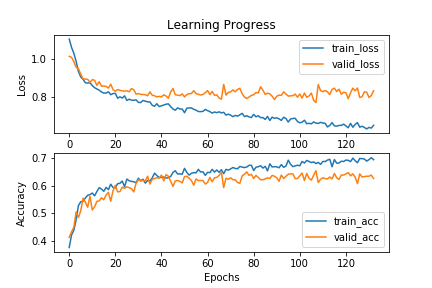 Learning Progress
1.0
0.8
Loss
train_loss
valid_loss
0 20 40 60 80 100 120
0.7
0.6
0.5
0.4
Accuracy
train_acc
valid_acc
0 20 40 60 80 100 120
Epochs